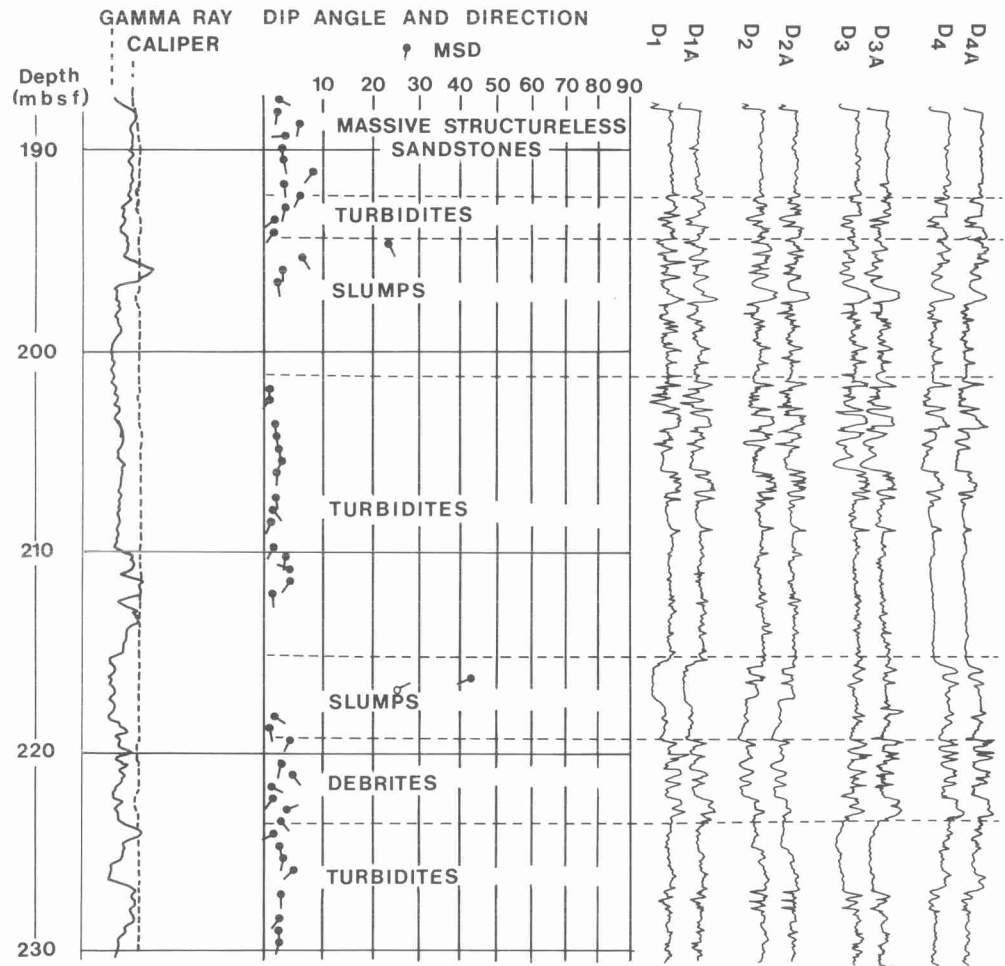 GAMMA RAY DIP ANGLE AND DIRECTION
CALIPER
MSD
Depth
(mbsf)
10 20 30 40 50 60 70 80 90
D1 D1A D2 D2A D3 D3A D4 D4A
MASSIVE STRUCTURELESS
190
SANDSTONES
TURBIDITES
SLUMPS
200
TURBIDITES
210
SLUMPS
220
DEBRITES
TURBIDITES
230